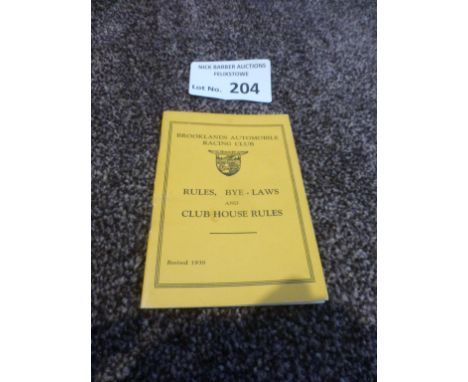 NICK BARBER AUCTIONS
FELIXSTOWE
Lot No. 204
BROOKLANDS AUTOMOBILE
RACING CLUB
RULES, BYE-LAWS
AND
CLUB HOUSE RULES
Revised 1930